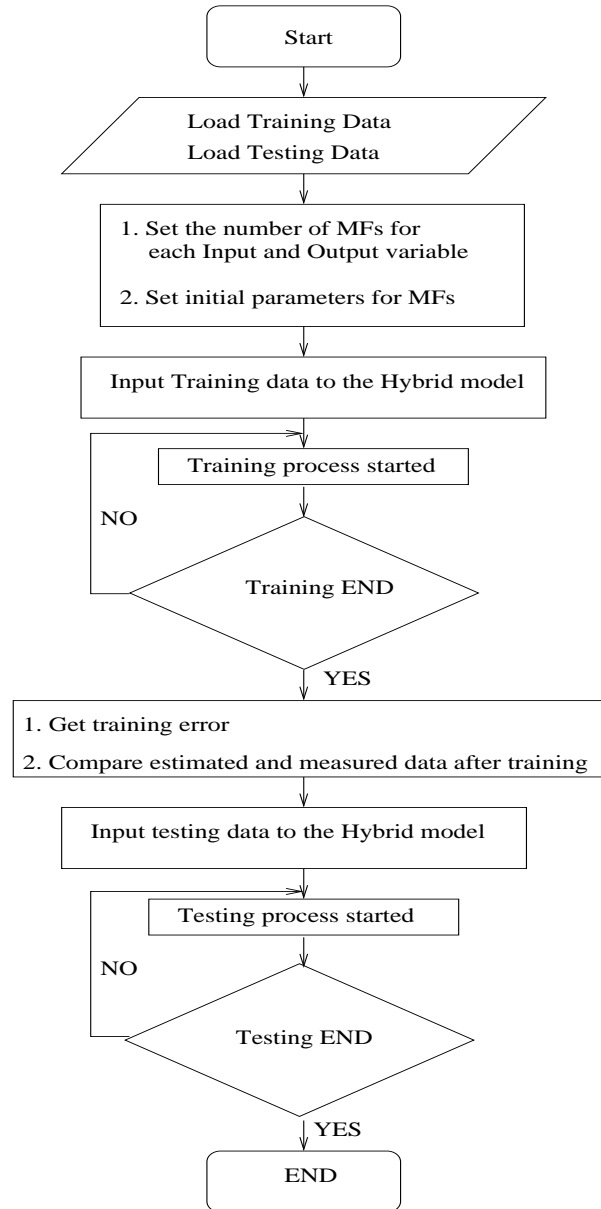 Start
Load Training Data
Load Testing Data
1. Set the number of MFs for
each Input and Output variable
2. Set initial parameters for MFs
Input Training data to the Hybrid model
Training process started
NO
Training END
YES
1. Get training error
2. Compare estimated and measured data after training
Input testing data to the Hybrid model
Testing process started
NO
Testing END
YES
END